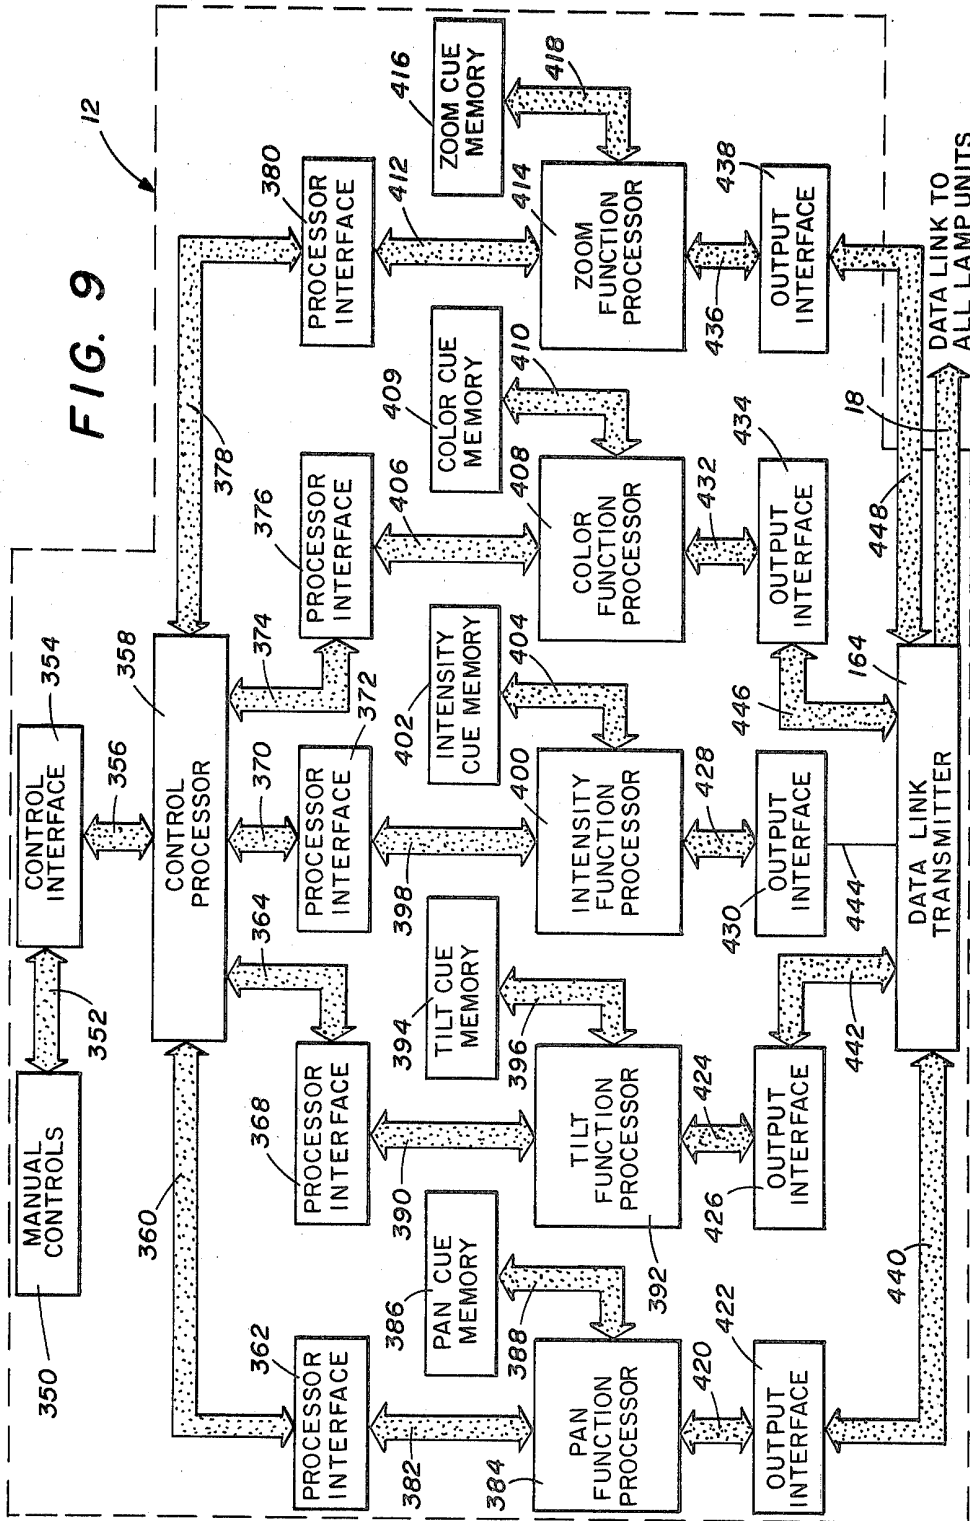 FIG. 9
12
350
MANUAL
CONTROLS
352
CONTROL
INTERFACE
354
356
358
CONTROL
PROCESSOR
360
364
370
374
378
362
PROCESSOR
INTERFACE
368
PROCESSOR
INTERFACE
372
PROCESSOR
INTERFACE
376
PROCESSOR
INTERFACE
380
PROCESSOR
INTERFACE
382
386
PAN CUE
MEMORY
388
390
394
TILT CUE
MEMORY
396
398
402
INTENSITY
CUE MEMORY
404
406
409
COLOR CUE
MEMORY
410
412
416
ZOOM CUE
MEMORY
418
384
PAN
FUNCTION
PROCESSOR
392
TILT
FUNCTION
PROCESSOR
400
INTENSITY
FUNCTION
PROCESSOR
408
COLOR
FUNCTION
PROCESSOR
414
ZOOM
FUNCTION
PROCESSOR
420
424
428
432
436
422
OUTPUT
INTERFACE
426
OUTPUT
INTERFACE
430
OUTPUT
INTERFACE
434
OUTPUT
INTERFACE
438
OUTPUT
INTERFACE
440
442
444
446
448
164
DATA LINK
TRANSMITTER
18
DATA LINK TO
ALL LAMP UNITS